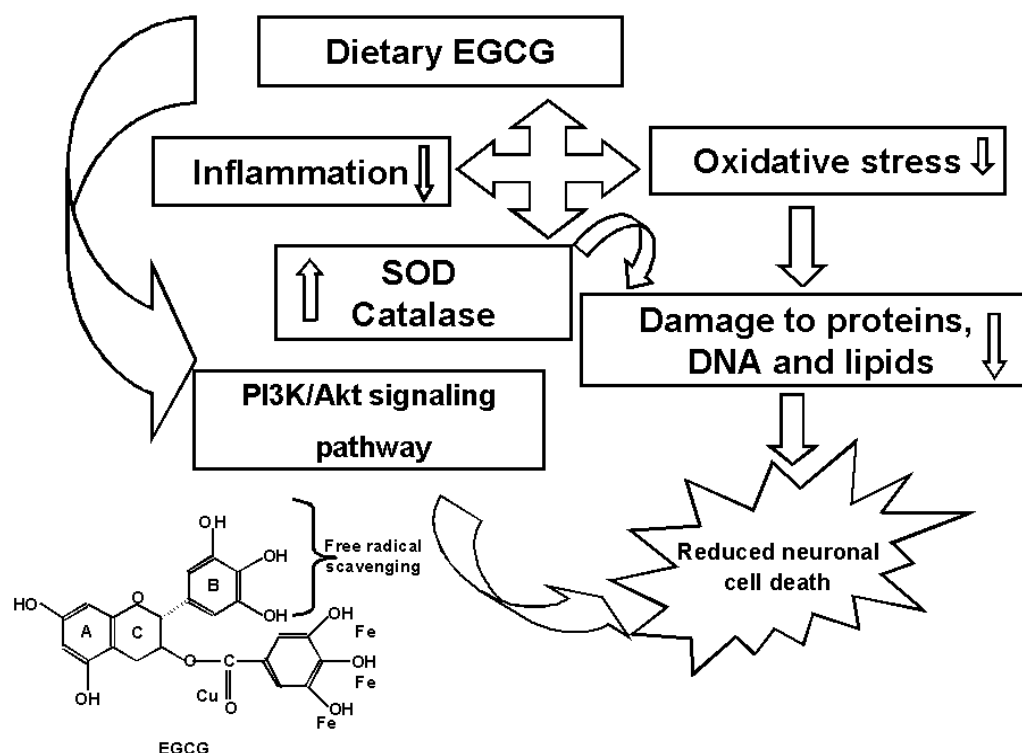 Dietary EGCG
Inflammation
Oxidative stress
SOD
Catalase
Damage to proteins,
DNA and lipids
PI3K/Akt signaling
pathway
Reduced neuronal
cell death
Free radical
scavenging
OH
OH
B
OH
HO
O
A
C
OH
O
C
Cu
O
OH
Fe
OH
Fe
OH
Fe
EGCG